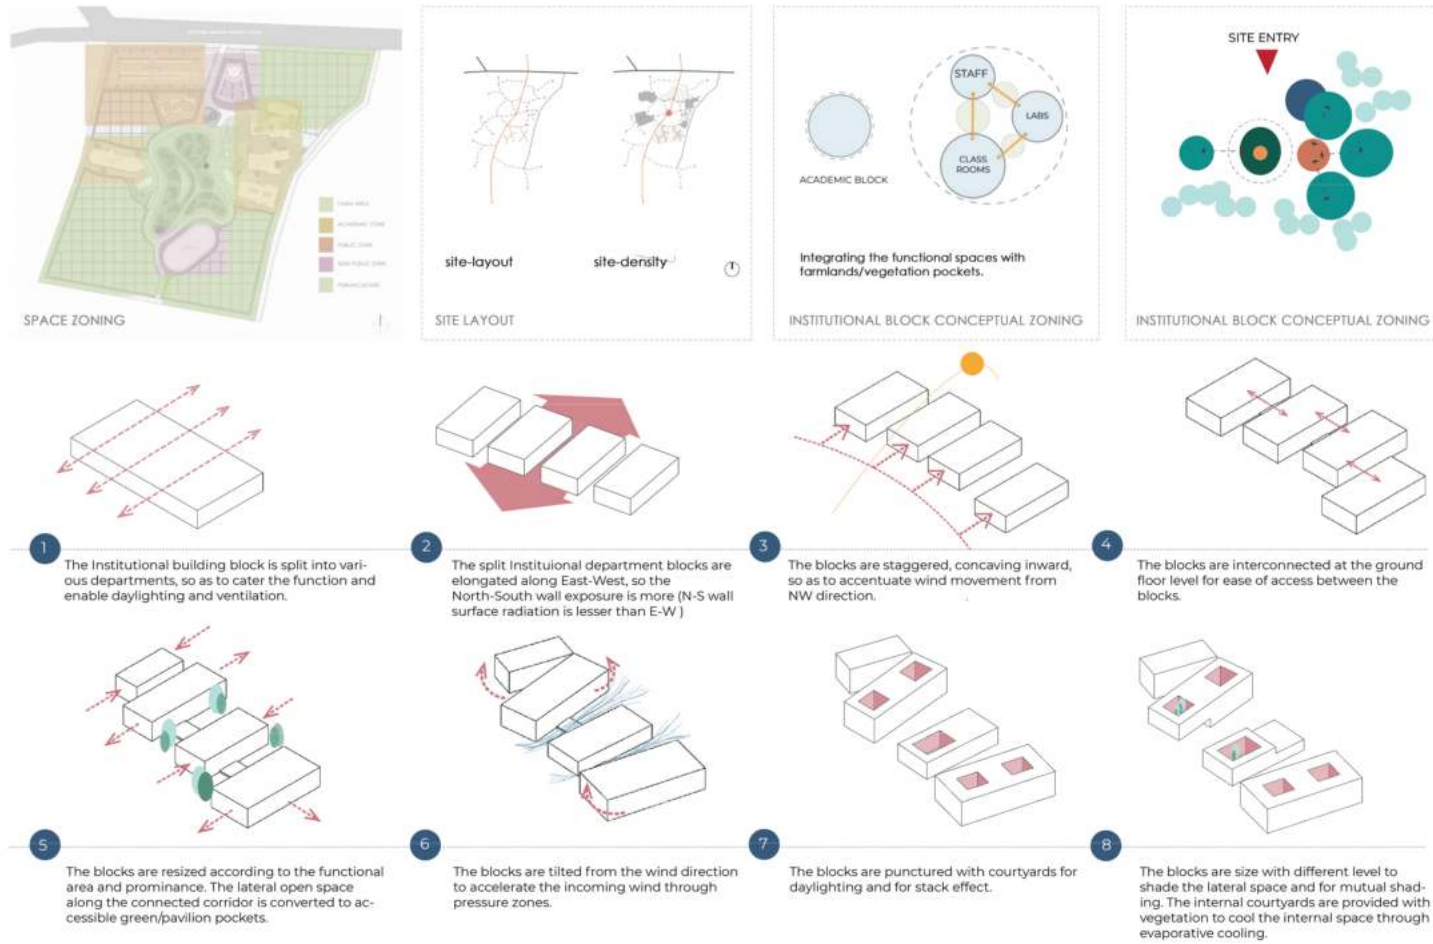 FARM AREA
ACADEMIC ZONE
PUBLIC ZONE
SEMI PUBLIC ZONE
SPACE ZONING
site-layout
site-density
SITE LAYOUT
ACADEMIC BLOCK
STAFF
LABS
CLASS
ROOMS
Integrating the functional spaces with
farmlands/vegetation pockets.
INSTITUTIONAL BLOCK CONCEPTUAL ZONING
SITE ENTRY
INSTITUTIONAL BLOCK CONCEPTUAL ZONING
1
The Institutional building block is split into vari-
ous departments, so as to cater the function and
enable daylighting and ventilation.
2
The split Instituional department blocks are
elongated along East-West, so the
North-South wall exposure is more (N-S wall
surface radiation is lesser than E-W )
3
The blocks are staggered, concaving inward,
so as to accentuate wind movement from
NW direction.
4
The blocks are interconnected at the ground
floor level for ease of access between the
blocks.
5
The blocks are resized according to the functional
area and prominance. The lateral open space
along the connected corridor is converted to ac-
cessible green/pavilion pockets.
6
The blocks are tilted from the wind direction
to accelerate the incoming wind through
pressure zones.
7
The blocks are punctured with courtyards for
daylighting and for stack effect.
8
The blocks are size with different level to
shade the lateral space and for mutual shad-
ing. The internal courtyards are provided with
vegetation to cool the internal space through
evaporative cooling.